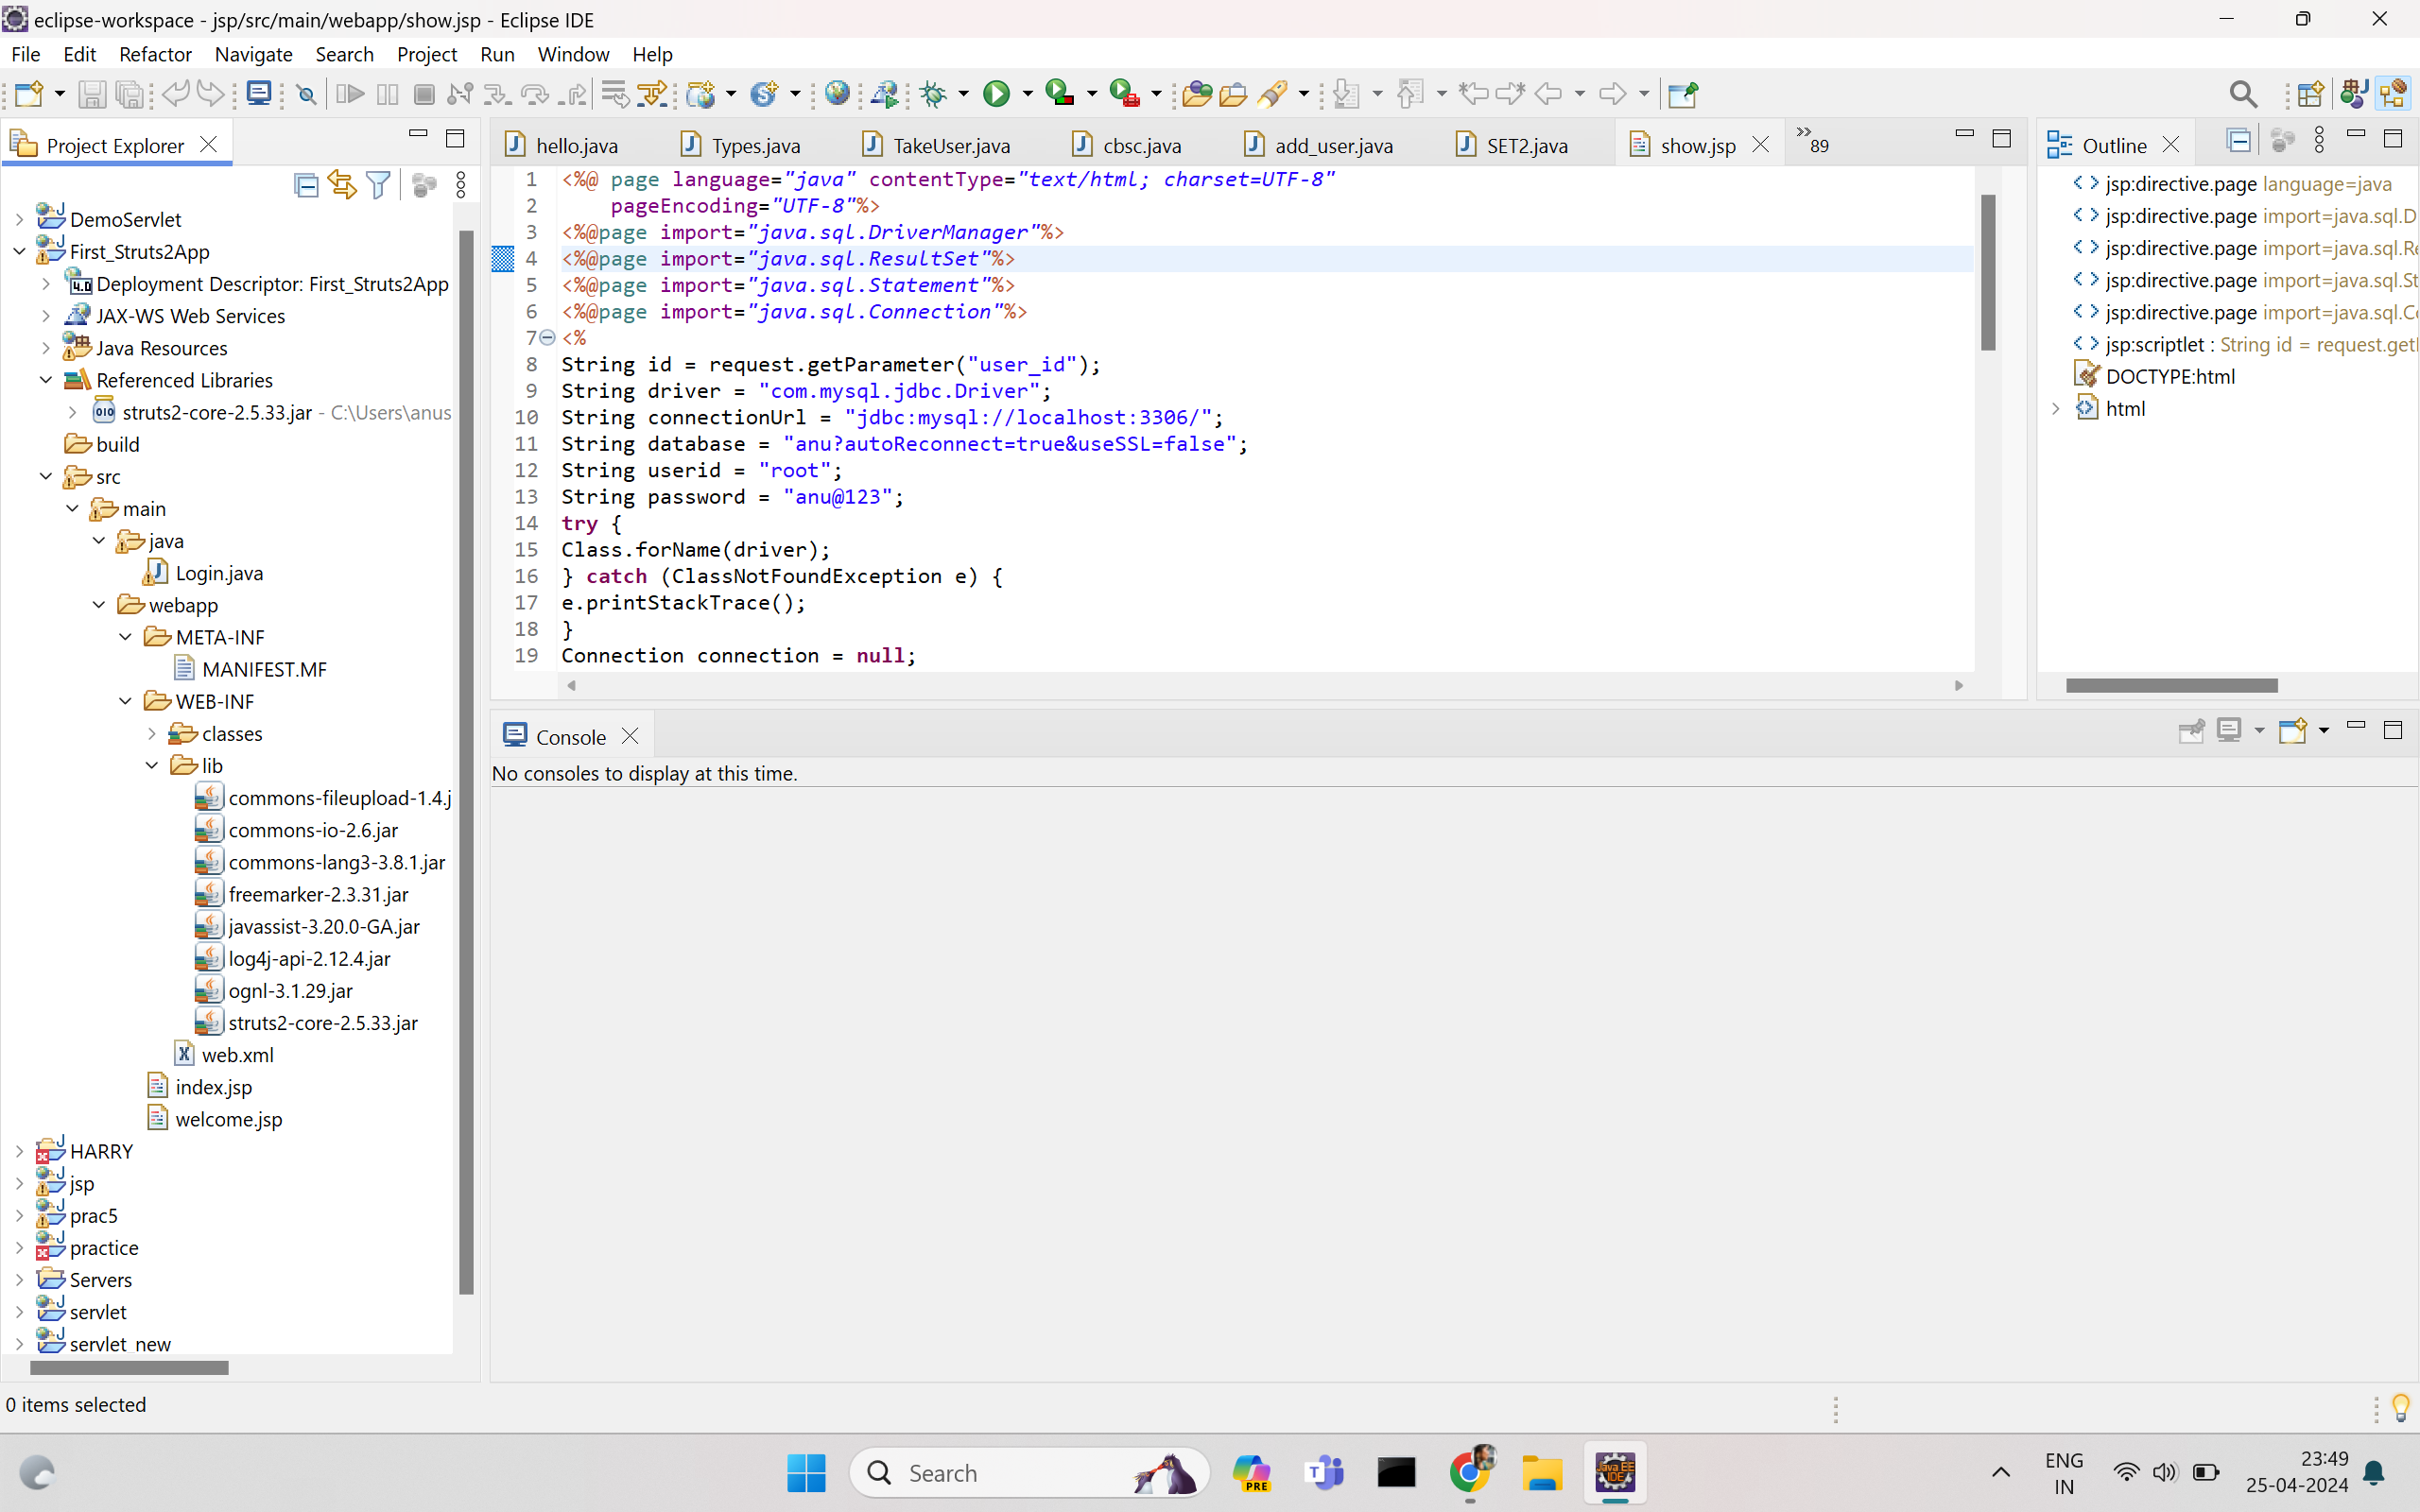 eclipse-workspace - jsp/src/main/webapp/show.jsp - Eclipse IDE
File Edit Refactor Navigate Search Project Run Window Help
Project Explorer
DemoServlet
First_Struts2App
4.0 Deployment Descriptor: First_Struts2App
JAX-WS Web Services
Java Resources
Referenced Libraries
010 struts2-core-2.5.33.jar - C:\Users\anus
build
src
main
java
Login.java
webapp
META-INF
MANIFEST.MF
WEB-INF
classes
lib
commons-fileupload-1.4.j
commons-io-2.6.jar
commons-lang3-3.8.1.jar
freemarker-2.3.31.jar
javassist-3.20.0-GA.jar
log4j-api-2.12.4.jar
ognl-3.1.29.jar
struts2-core-2.5.33.jar
web.xml
index.jsp
welcome.jsp
HARRY
jsp
prac5
practice
Servers
servlet
servlet_new
hello.java Types.java TakeUser.java cbsc.java add_user.java SET2.java show.jsp »89
1 <%@ page language="java" contentType="text/html; charset=UTF-8"
2 pageEncoding="UTF-8"%>
3 <%@page import="java.sql.DriverManager"%>
4 <%@page import="java.sql.ResultSet"%>
5 <%@page import="java.sql.Statement"%>
6 <%@page import="java.sql.Connection"%>
7 <%
8 String id = request.getParameter("user_id");
9 String driver = "com.mysql.jdbc.Driver";
10 String connectionUrl = "jdbc:mysql://localhost:3306/";
11 String database = "anu?autoReconnect=true&useSSL=false";
12 String userid = "root";
13 String password = "anu@123";
14 try {
15 Class.forName(driver);
16 } catch (ClassNotFoundException e) {
17 e.printStackTrace();
18 }
19 Connection connection = null;
Outline
jsp:directive.page language=java
jsp:directive.page import=java.sql.D
jsp:directive.page import=java.sql.Re
jsp:directive.page import=java.sql.St
jsp:directive.page import=java.sql.Co
jsp:scriptlet : String id = request.getl
DOCTYPE:html
html
Console
No consoles to display at this time.
0 items selected
Search
PRE
Java EE
IDE
ENG
IN
23:49
25-04-2024